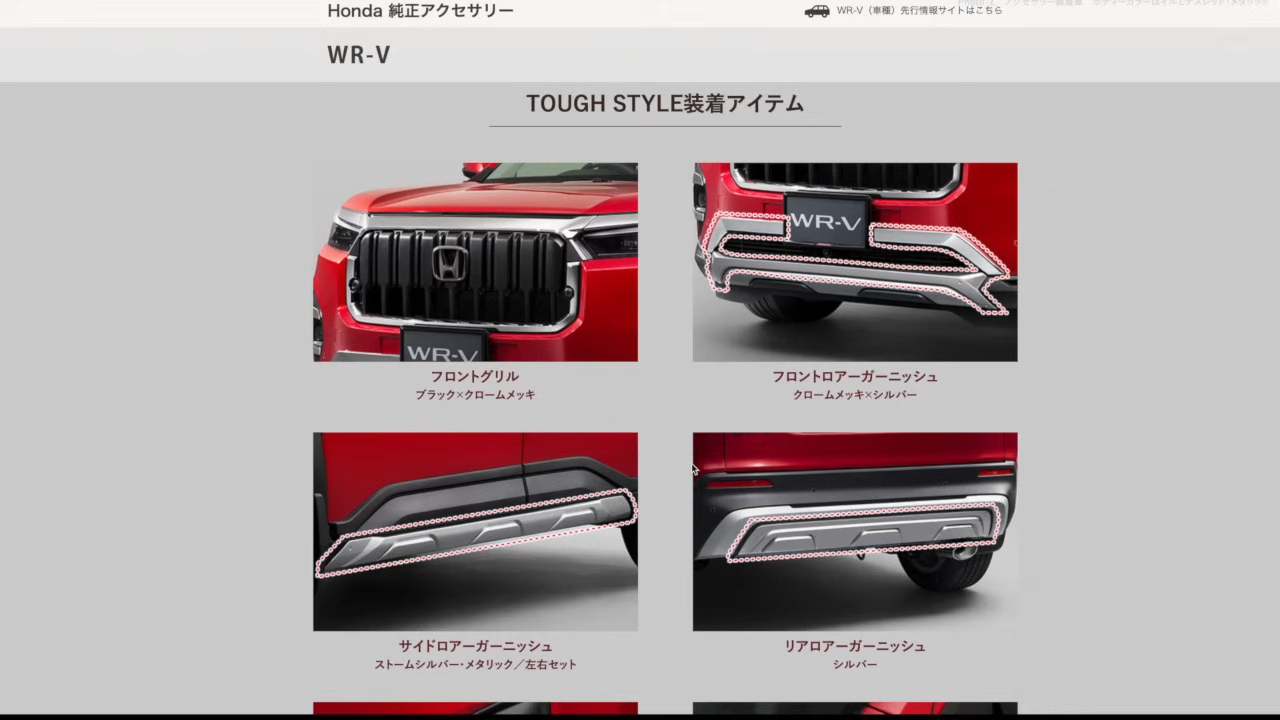 Honda 純正アクセサリー
WR-V（車種）先行情報サイトはこちら
WR-V
TOUGH STYLE装着アイテム
WR-V
WR-V
フロントグリル
ブラック×クロームメッキ
フロントロアーガーニッシュ
クロームメッキ×シルバー
サイドロアーガーニッシュ
ストームシルバー・メタリック／左右セット
リアロアーガーニッシュ
シルバー